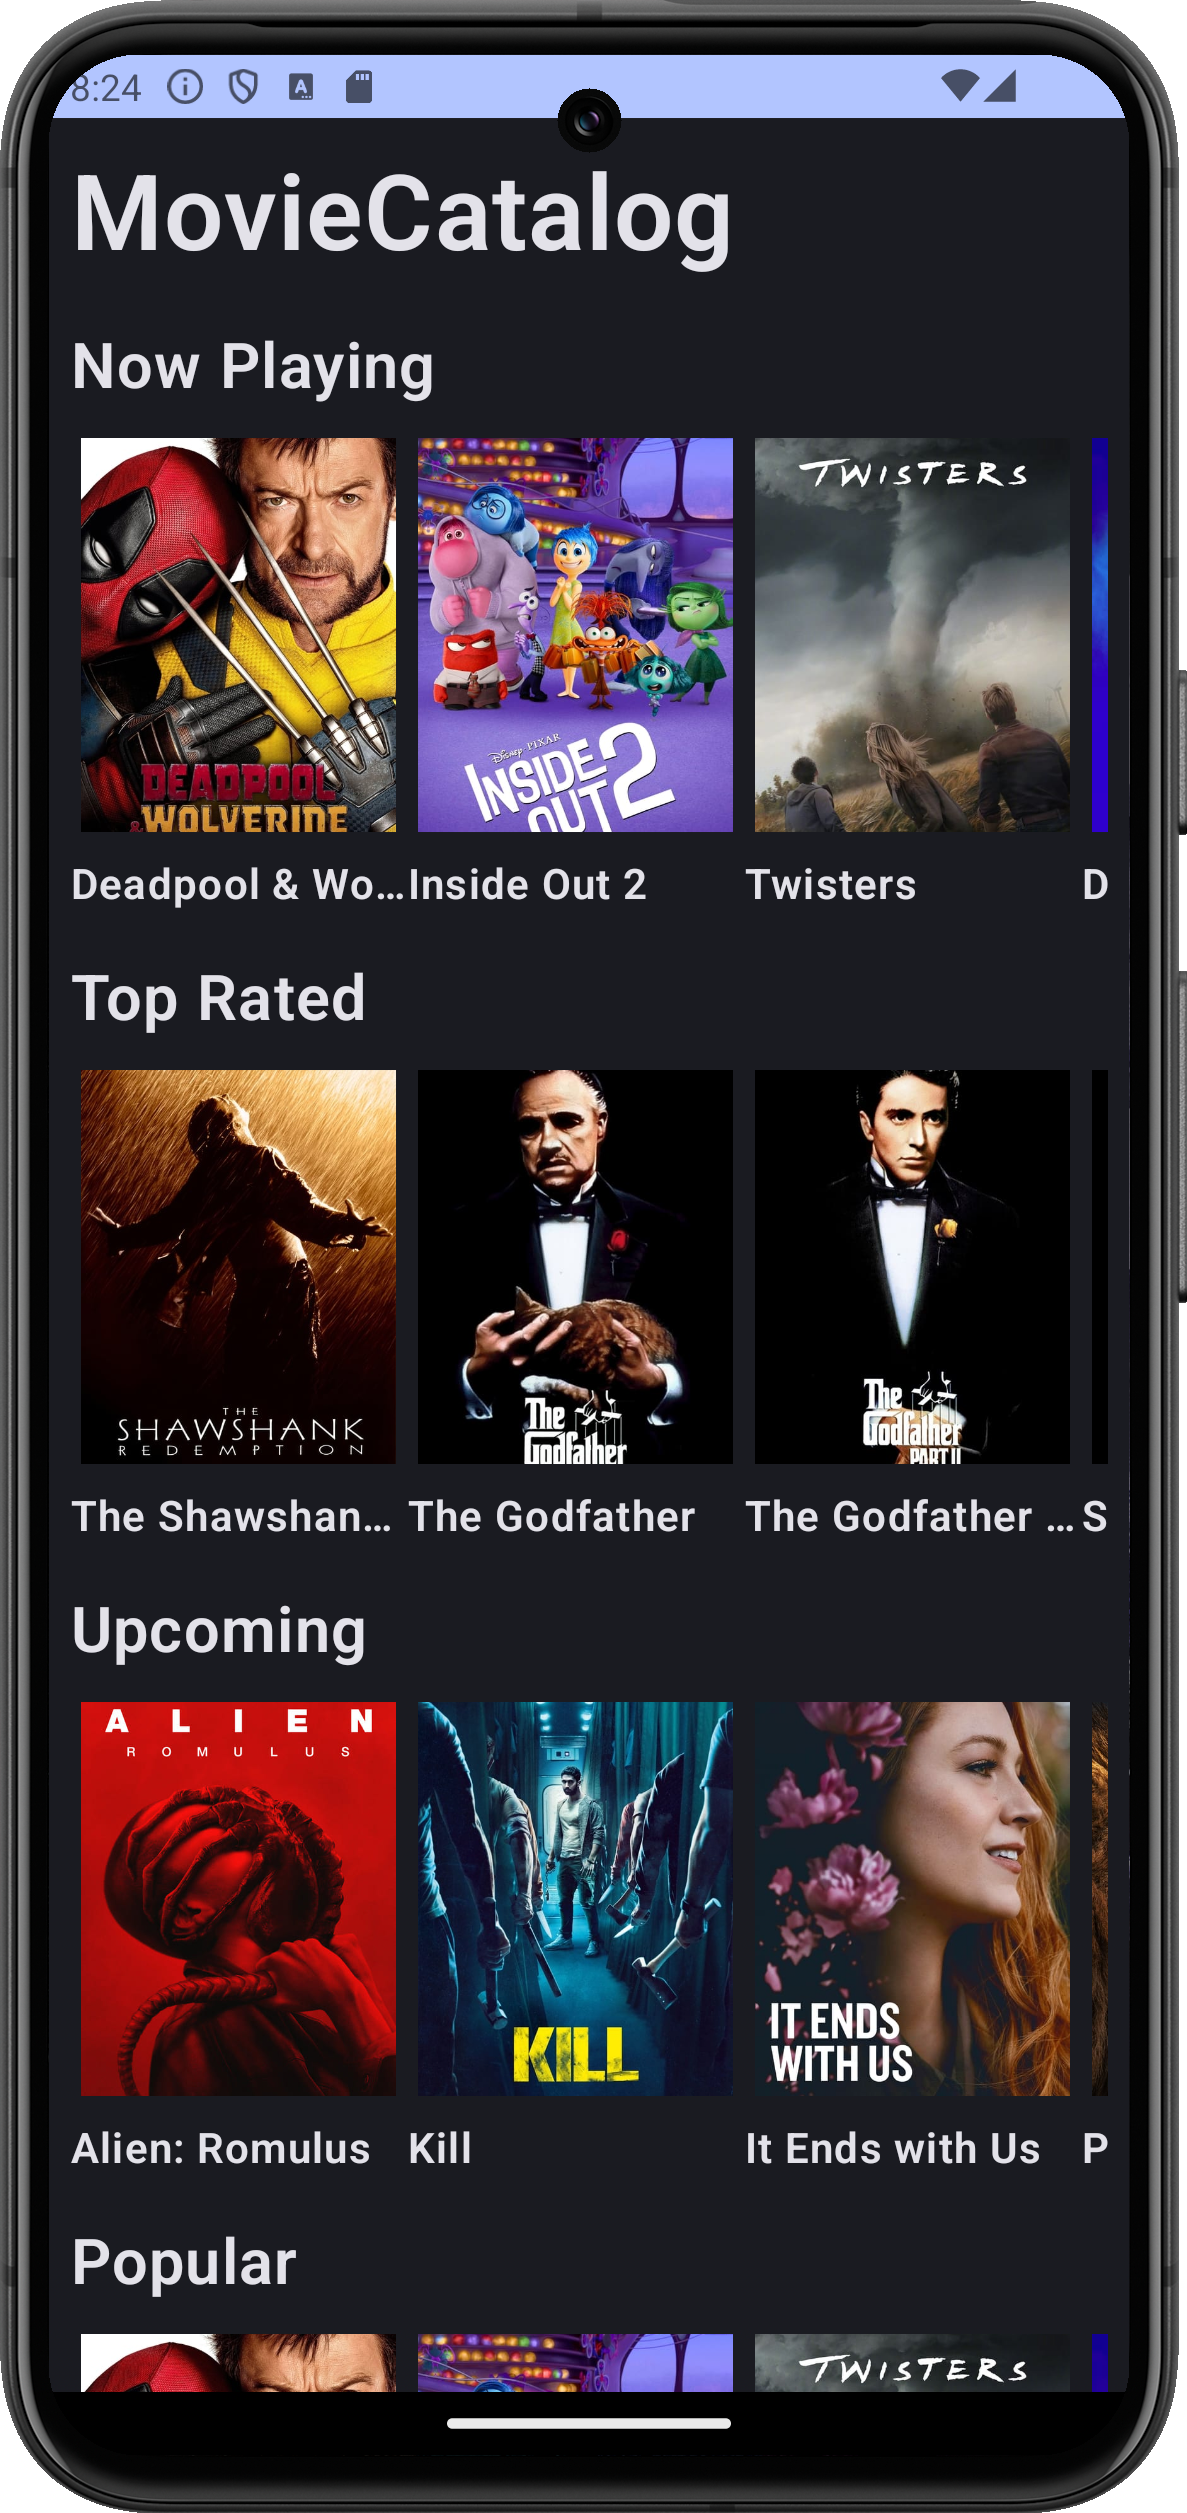 8:24
MovieCatalog
Now Playing
TWISTERS
DEADPOOL
& WOLVERINE
DISNEY PIXAR
INSIDE
OUT 2
Deadpool & Wo...
Inside Out 2
Twisters
D
Top Rated
THE
SHAWSHANK
REDEMPTION
The
Godfather
The
Godfather
PART II
The Shawshan...
The Godfather
The Godfather ...
S
Upcoming
ALIEN
ROMULUS
KILL
IT ENDS
WITH US
Alien: Romulus
Kill
It Ends with Us
P
Popular
TWISTERS